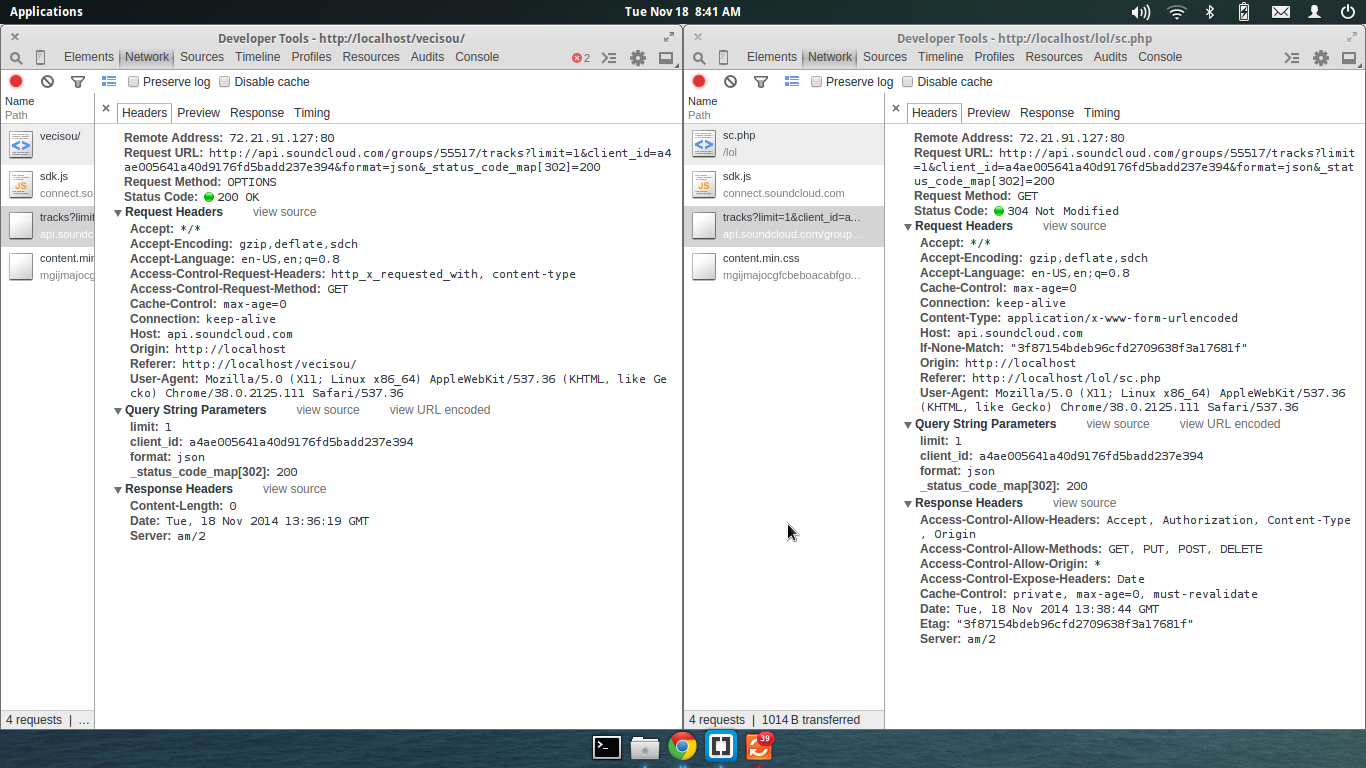 Applications
Tue Nov 18 8:41 AM
Developer Tools - http://localhost/vecisou/
Elements Network Sources Timeline Profiles Resources Audits Console 2
Preserve log Disable cache
Name
Path
Headers Preview Response Timing
vecisou/
sdk.js
connect.so
tracks?limit
api.soundc
content.min
mgijmajocg
Remote Address: 72.21.91.127:80
Request URL: http://api.soundcloud.com/groups/55517/tracks?limit=1&client_id=a4
ae005641a40d9176fd5badd237e394&format=json&_status_code_map[302]=200
Request Method: OPTIONS
Status Code: 200 OK
Request Headers view source
Accept: */*
Accept-Encoding: gzip,deflate,sdch
Accept-Language: en-US,en;q=0.8
Access-Control-Request-Headers: http_x_requested_with, content-type
Access-Control-Request-Method: GET
Cache-Control: max-age=0
Connection: keep-alive
Host: api.soundcloud.com
Origin: http://localhost
Referer: http://localhost/vecisou/
User-Agent: Mozilla/5.0 (X11; Linux x86_64) AppleWebKit/537.36 (KHTML, like Ge
cko) Chrome/38.0.2125.111 Safari/537.36
Query String Parameters view source view URL encoded
limit: 1
client_id: a4ae005641a40d9176fd5badd237e394
format: json
_status_code_map[302]: 200
Response Headers view source
Content-Length: 0
Date: Tue, 18 Nov 2014 13:36:19 GMT
Server: am/2
4 requests | ...
Developer Tools - http://localhost/lol/sc.php
Elements Network Sources Timeline Profiles Resources Audits Console
Preserve log Disable cache
Name
Path
Headers Preview Response Timing
sc.php
/lol
sdk.js
connect.soundcloud.com
tracks?limit=1&client_id=a...
api.soundcloud.com/group...
content.min.css
mgijmajocgfcbeboacabfgo...
Remote Address: 72.21.91.127:80
Request URL: http://api.soundcloud.com/groups/55517/tracks?limit
=1&client_id=a4ae005641a40d9176fd5badd237e394&format=json&_stat
us_code_map[302]=200
Request Method: GET
Status Code: 304 Not Modified
Request Headers view source
Accept: */*
Accept-Encoding: gzip,deflate,sdch
Accept-Language: en-US,en;q=0.8
Cache-Control: max-age=0
Connection: keep-alive
Content-Type: application/x-www-form-urlencoded
Host: api.soundcloud.com
If-None-Match: "3f87154bdeb96cfd2709638f3a17681f"
Origin: http://localhost
Referer: http://localhost/lol/sc.php
User-Agent: Mozilla/5.0 (X11; Linux x86_64) AppleWebKit/537.36
(KHTML, like Gecko) Chrome/38.0.2125.111 Safari/537.36
Query String Parameters view source view URL encoded
limit: 1
client_id: a4ae005641a40d9176fd5badd237e394
format: json
_status_code_map[302]: 200
Response Headers view source
Access-Control-Allow-Headers: Accept, Authorization, Content-Type
, Origin
Access-Control-Allow-Methods: GET, PUT, POST, DELETE
Access-Control-Allow-Origin: *
Access-Control-Expose-Headers: Date
Cache-Control: private, max-age=0, must-revalidate
Date: Tue, 18 Nov 2014 13:38:44 GMT
Etag: "3f87154bdeb96cfd2709638f3a17681f"
Server: am/2
4 requests | 1014 B transferred
39